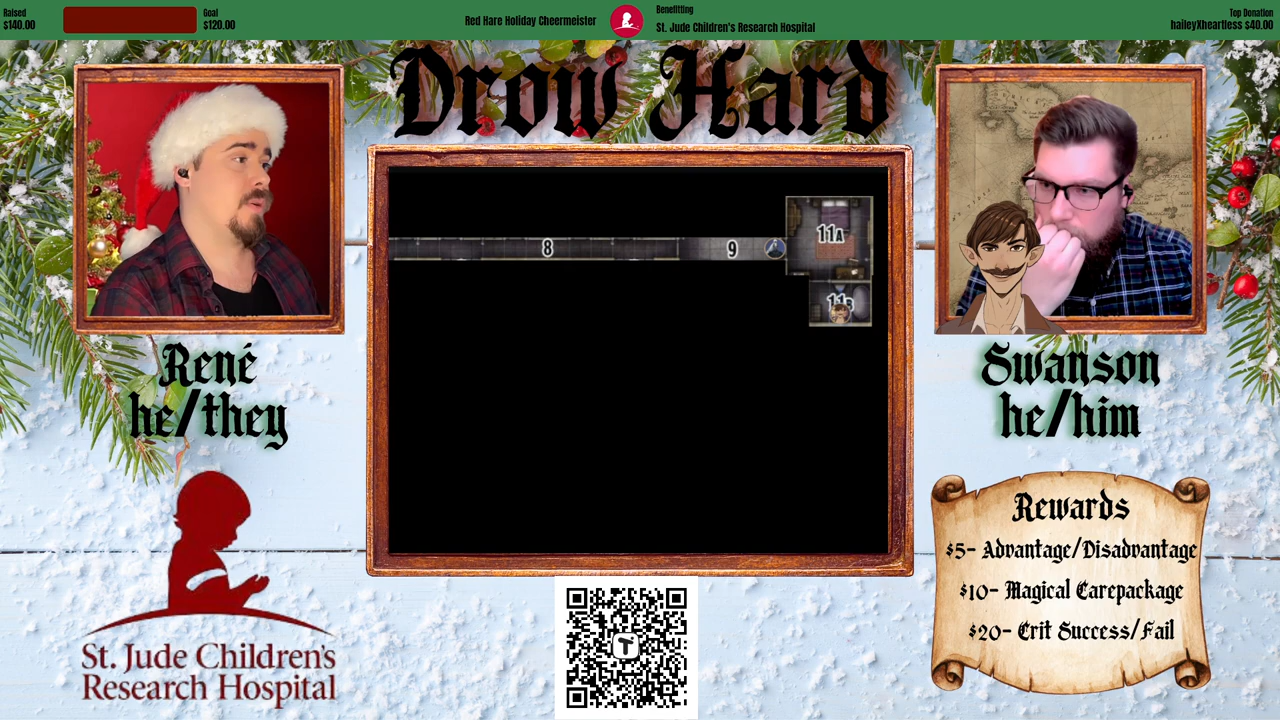 Raised
$140.00
Goal
$120.00
Red Hare Holiday Cheermeister
Benefitting
St. Jude Children's Research Hospital
Top Donation
haileyXheartless $40.00
Drow Hard
8
9
11A
René
he/they
Swanson
he/him
St. Jude Children's
Research Hospital
Rewards
$5- Advantage/Disadvantage
$10- Magical Carepackage
$20- Crit Success/Fail
T